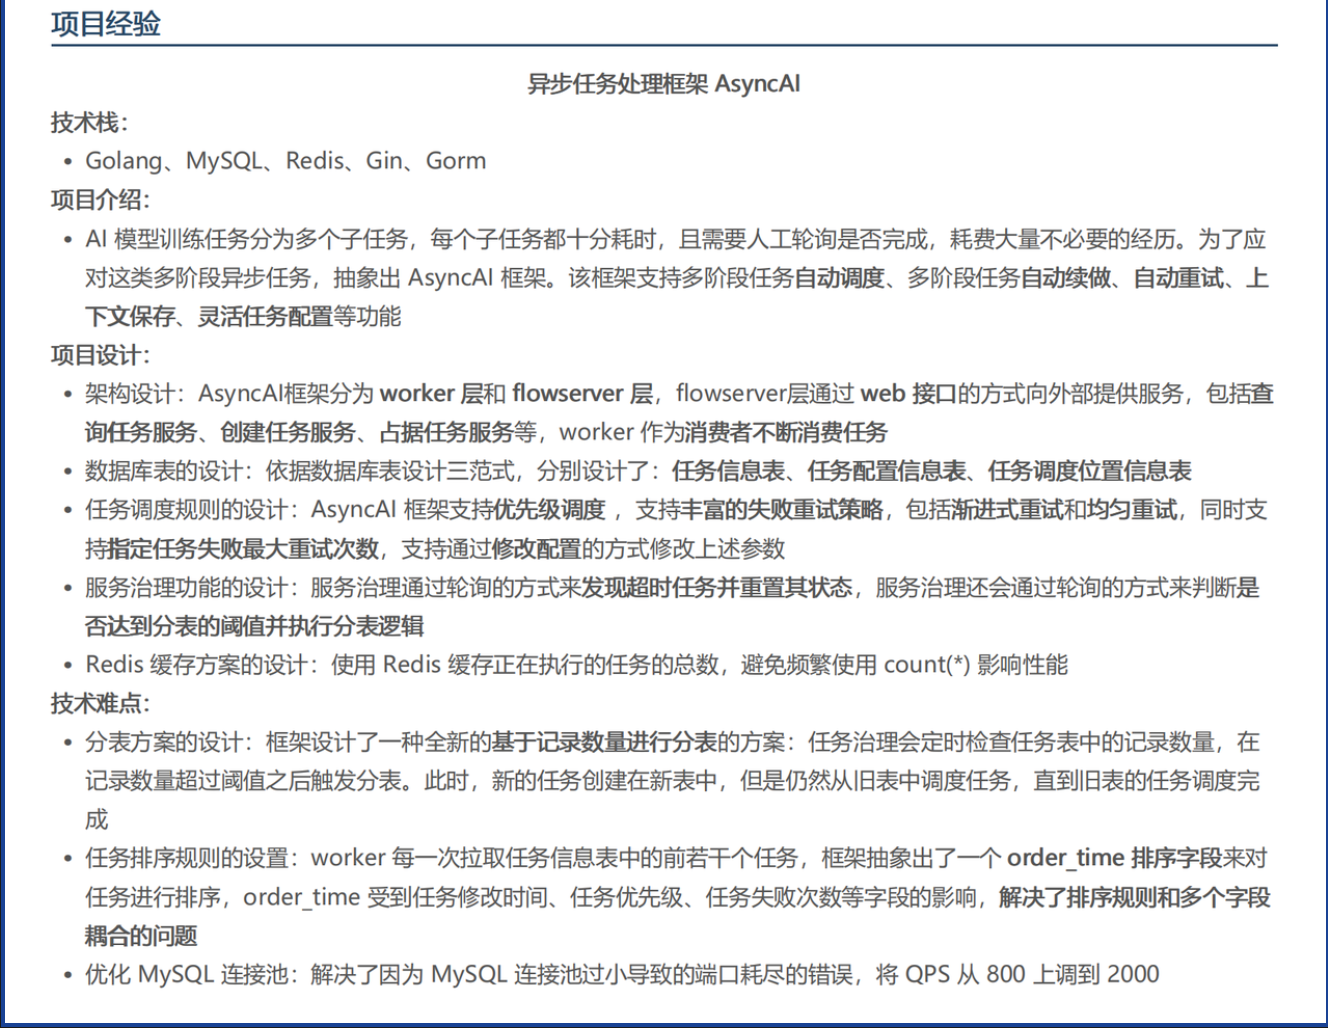 项目经验
异步任务处理框架 AsyncAI
技术栈：
• Golang、MySQL、Redis、Gin、Gorm
项目介绍：
• AI 模型训练任务分为多个子任务，每个子任务都十分耗时，且需要人工轮询是否完成，耗费大量不必要的经历。为了应
对这类多阶段异步任务，抽象出 AsyncAI 框架。该框架支持多阶段任务自动调度、多阶段任务自动续做、自动重试、上
下文保存、灵活任务配置等功能
项目设计：
• 架构设计：AsyncAI框架分为 worker 层和 flowserver 层，flowserver层通过 web 接口的方式向外部提供服务，包括查
询任务服务、创建任务服务、占据任务服务等，worker 作为消费者不断消费任务
• 数据库表的设计：依据数据库表设计三范式，分别设计了：任务信息表、任务配置信息表、任务调度位置信息表
• 任务调度规则的设计：AsyncAI 框架支持优先级调度 ，支持丰富的失败重试策略，包括渐进式重试和均匀重试，同时支
持指定任务失败最大重试次数，支持通过修改配置的方式修改上述参数
• 服务治理功能的设计：服务治理通过轮询的方式来发现超时任务并重置其状态，服务治理还会通过轮询的方式来判断是
否达到分表的阈值并执行分表逻辑
• Redis 缓存方案的设计：使用 Redis 缓存正在执行的任务的总数，避免频繁使用 count(*) 影响性能
技术难点：
• 分表方案的设计：框架设计了一种全新的基于记录数量进行分表的方案：任务治理会定时检查任务表中的记录数量，在
记录数量超过阈值之后触发分表。此时，新的任务创建在新表中，但是仍然从旧表中调度任务，直到旧表的任务调度完
成
• 任务排序规则的设置：worker 每一次拉取任务信息表中的前若干个任务，框架抽象出了一个 order_time 排序字段来对
任务进行排序，order_time 受到任务修改时间、任务优先级、任务失败次数等字段的影响，解决了排序规则和多个字段
耦合的问题
• 优化 MySQL 连接池：解决了因为 MySQL 连接池过小导致的端口耗尽的错误，将 QPS 从 800 上调到 2000